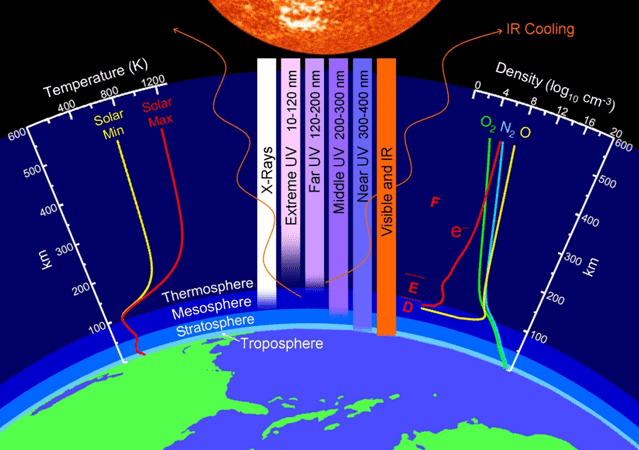 IR Cooling
Temperature (K)
400
800
1200
Solar
Min
Solar
Max
600
500
400
300
200
100
km
X-Rays
Extreme UV 10-120 nm
Far UV 120-200 nm
Middle UV 200-300 nm
Near UV 300-400 nm
Visible and IR
Density (log10 cm-3)
0
4
8
12
16
20
O2
N2
O
F
e-
E
D
600
500
400
300
200
100
km
Thermosphere
Mesosphere
Stratosphere
Troposphere